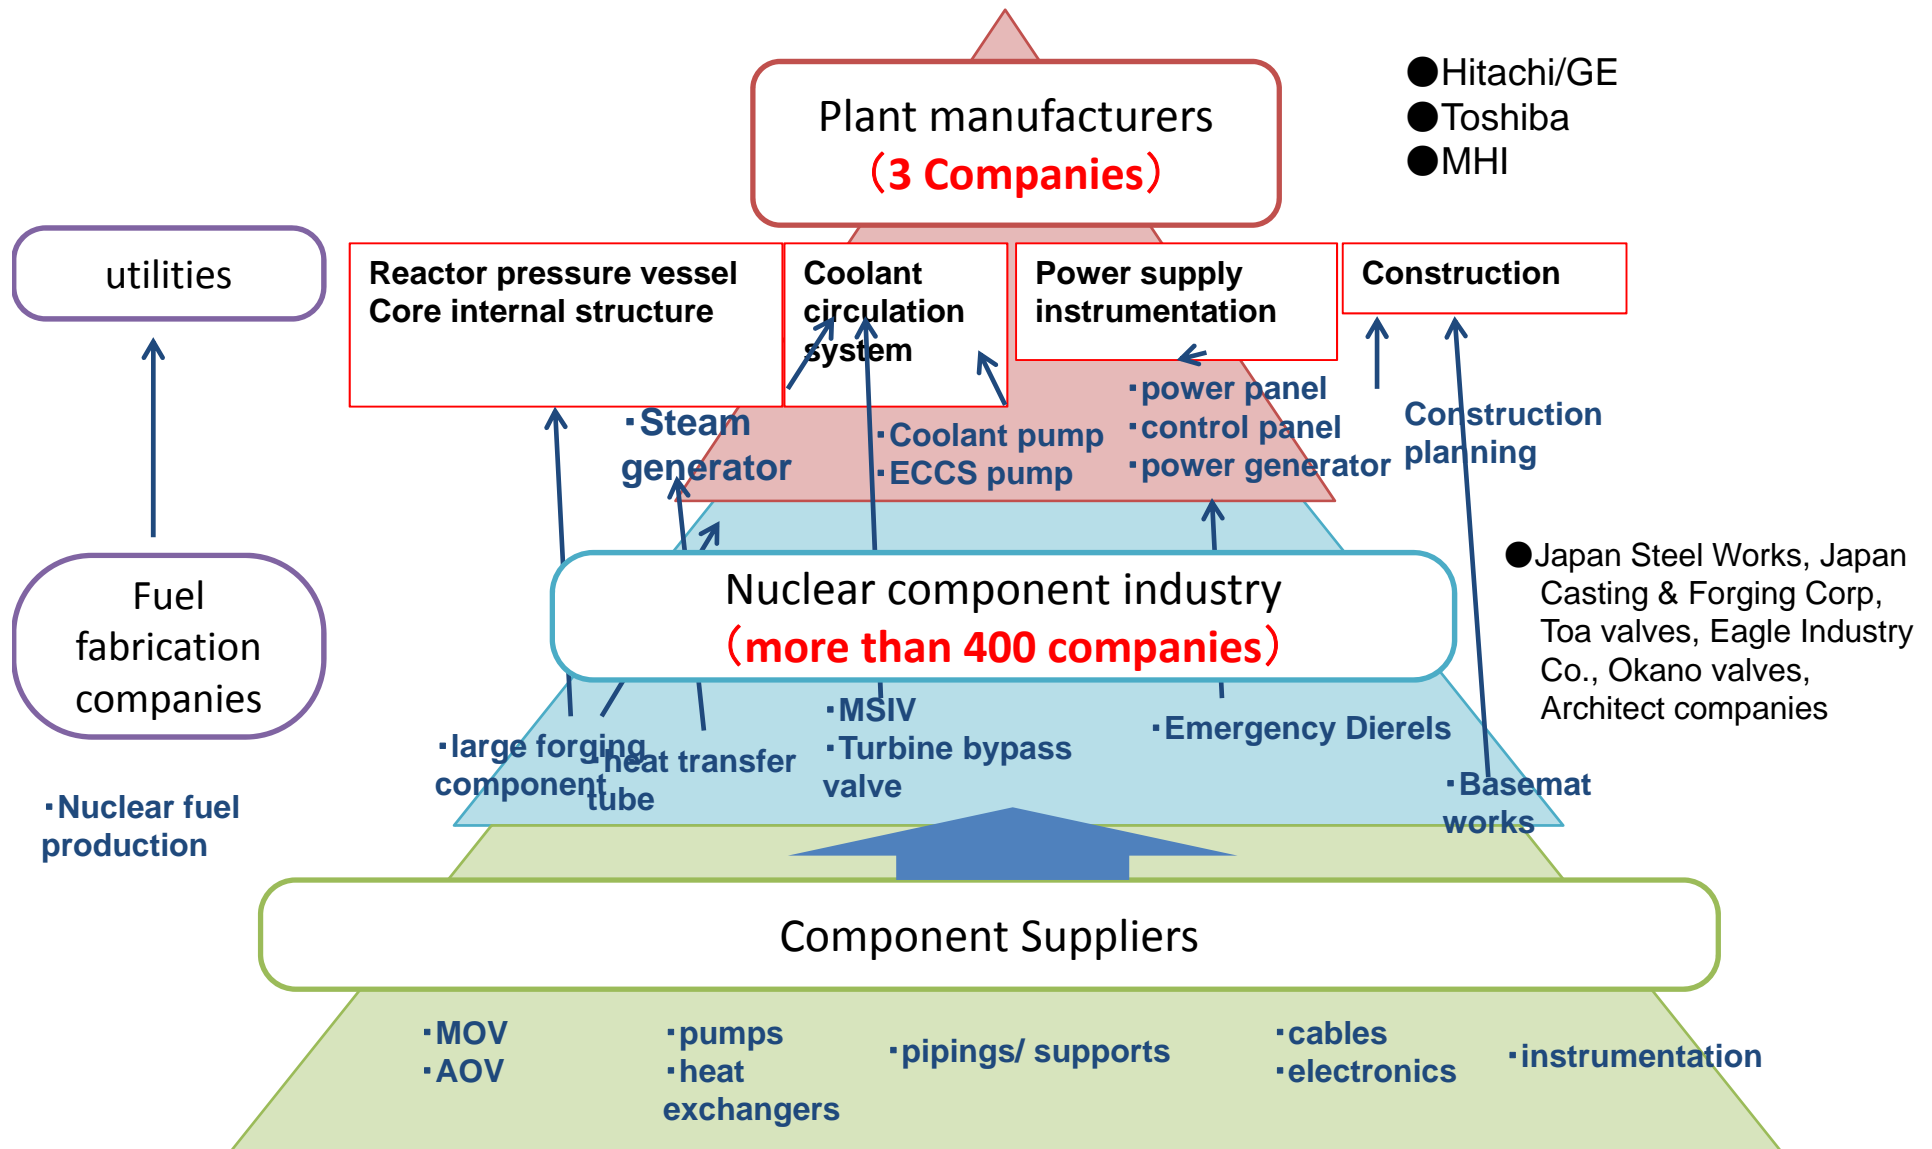 Plant manufacturers
（3 Companies）
●Hitachi/GE
●Toshiba
●MHI
utilities
Reactor pressure vessel
Core internal structure
Coolant
circulation
system
Power supply
instrumentation
Construction
・Steam
generator
・Coolant pump
・ECCS pump
・power panel
・control panel
・power generator
Construction
planning
Fuel
fabrication
companies
Nuclear component industry
（more than 400 companies）
●Japan Steel Works, Japan
Casting & Forging Corp,
Toa valves, Eagle Industry
Co., Okano valves,
Architect companies
・Nuclear fuel
production
・large forging
component
・heat transfer
tube
・MSIV
・Turbine bypass
valve
・Emergency Dierels
・Basemat
works
Component Suppliers
・MOV
・AOV
・pumps
・heat
exchangers
・pipings/ supports
・cables
・electronics
・instrumentation